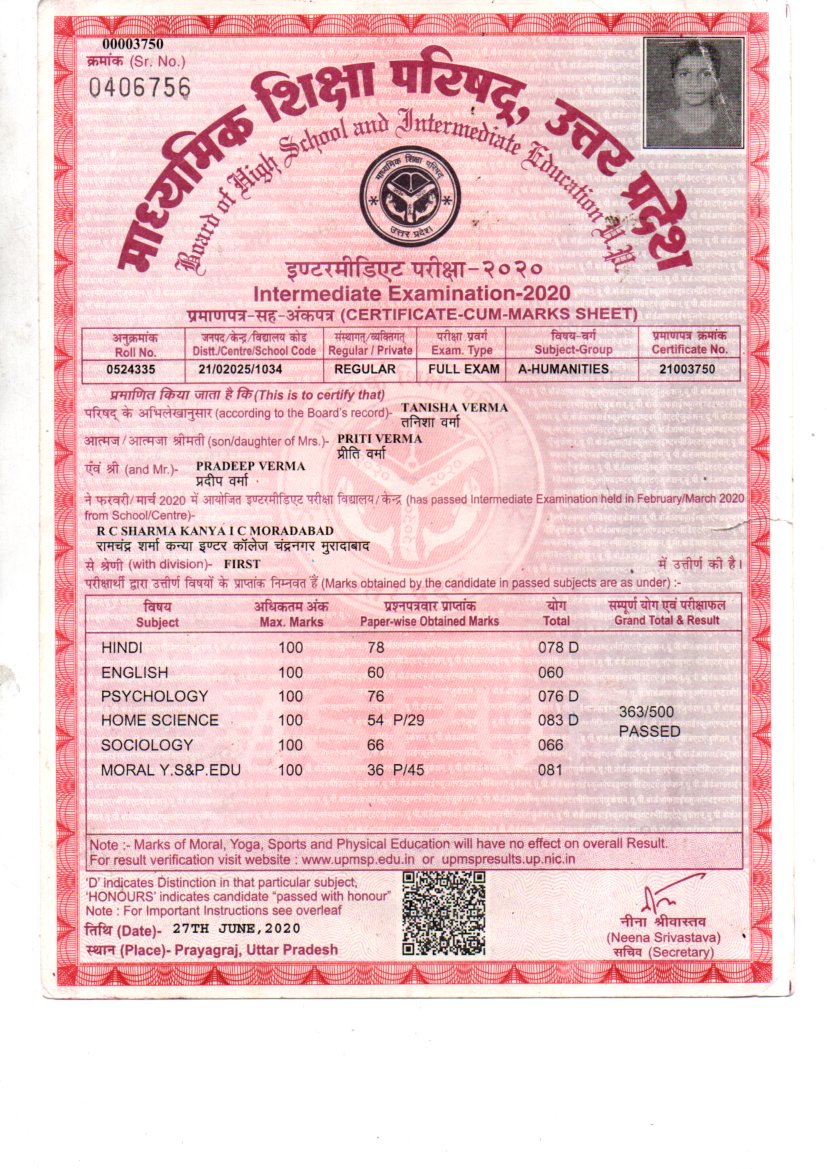 00003750
क्रमांक (Sr. No.)
0406756
माध्यमिक शिक्षा परिषद्, उत्तर प्रदेश
Board of High School and Intermediate Education U.P.
माध्यमिक शिक्षा परिषद्
उत्तर प्रदेश
इण्टरमीडिएट परीक्षा-२०२०
Intermediate Examination-2020
प्रमाणपत्र-सह-अंकपत्र (CERTIFICATE-CUM-MARKS SHEET)
अनुक्रमांक जनपद/केन्द्र/विद्यालय कोड संस्थागत/व्यक्तिगत परीक्षा प्रवर्ग विषय-वर्ग प्रमाणपत्र क्रमांक
Roll No. Distt./Centre/School Code Regular / Private Exam. Type Subject-Group Certificate No.
0524335 21/02025/1034 REGULAR FULL EXAM A-HUMANITIES 21003750
प्रमाणित किया जाता है कि (This is to certify that)
परिषद् के अभिलेखानुसार (according to the Board's record)- TANISHA VERMA
तनिशा वर्मा
आत्मज/आत्मजा श्रीमती (son/daughter of Mrs.)- PRITI VERMA
प्रीति वर्मा
एंवं श्री (and Mr.)- PRADEEP VERMA
प्रदीप वर्मा
ने फरवरी/मार्च 2020 में आयोजित इण्टरमीडिएट परीक्षा विद्यालय/केन्द्र (has passed Intermediate Examination held in February/March 2020
from School/Centre)-
R C SHARMA KANYA I C MORADABAD
रामचंद्र शर्मा कन्या इण्टर कॉलेज चंद्रनगर मुरादाबाद
से श्रेणी (with division)- FIRST में उत्तीर्ण की है।
परीक्षार्थी द्वारा उत्तीर्ण विषयों के प्राप्तांक निम्नवत हैं (Marks obtained by the candidate in passed subjects are as under) :-
विषय अधिकतम अंक प्रश्नपत्रवार प्राप्तांक योग सम्पूर्ण योग एवं परीक्षाफल
Subject Max. Marks Paper-wise Obtained Marks Total Grand Total & Result
HINDI 100 78 078 D
ENGLISH 100 60 060
PSYCHOLOGY 100 76 076 D
363/500
HOME SCIENCE 100 54 P/29 083 D
PASSED
SOCIOLOGY 100 66 066
MORAL Y.S&P.EDU 100 36 P/45 081
Note :- Marks of Moral, Yoga, Sports and Physical Education will have no effect on overall Result.
For result verification visit website : www.upmsp.edu.in or upmspresults.up.nic.in
'D' indicates Distinction in that particular subject,
'HONOURS' indicates candidate "passed with honour"
Note : For Important Instructions see overleaf
तिथि (Date)- 27TH JUNE,2020
स्थान (Place)- Prayagraj, Uttar Pradesh
नीना श्रीवास्तव
(Neena Srivastava)
सचिव (Secretary)